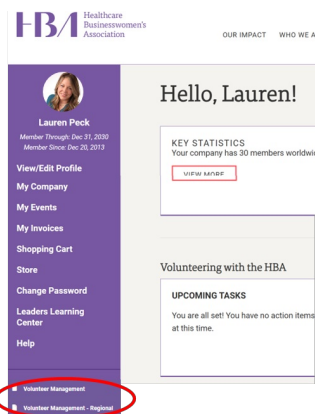 HBA
Healthcare
Businesswomen's
Association
OUR IMPACT WHO WE A
Lauren Peck
Member Through: Dec 31, 2030
Member Since: Dec 20, 2013
View/Edit Profile
My Company
My Events
My Invoices
Shopping Cart
Store
Change Password
Leaders Learning
Center
Help
Volunteer Management
Volunteer Management - Regional
Hello, Lauren!
KEY STATISTICS
Your company has 30 members worldwi
VIEW MORE
Volunteering with the HBA
UPCOMING TASKS
You are all set! You have no action items
at this time.